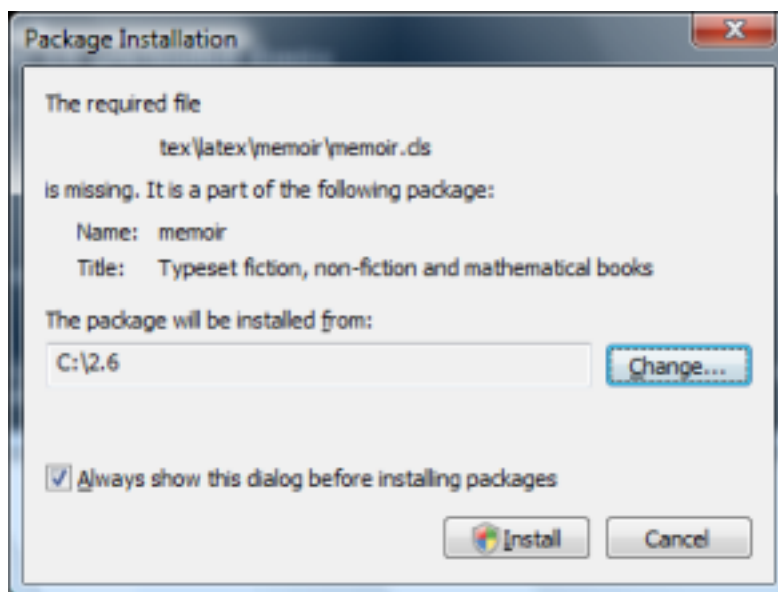 Package Installation
The required file
tex\latex\memoir\memoir.cls
is missing. It is a part of the following package:
Name: memoir
Title: Typeset fiction, non-fiction and mathematical books
The package will be installed from:
C:\2.6
Change...
Always show this dialog before installing packages
Install
Cancel